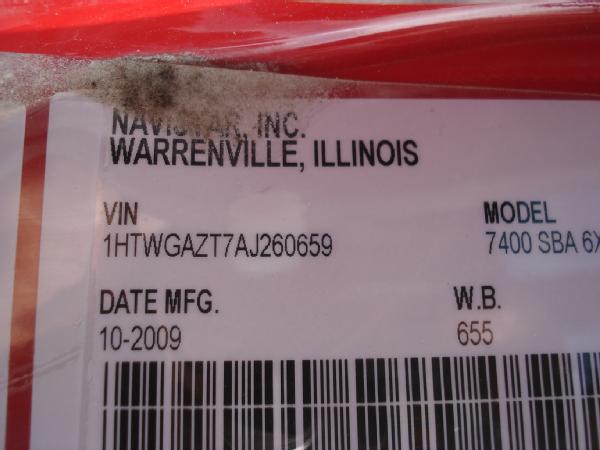 NAVISTAR, INC.
WARRENVILLE, ILLINOIS
VIN MODEL
1HTWGAZT7AJ260659 7400 SBA 6X
DATE MFG. W.B.
10-2009 655